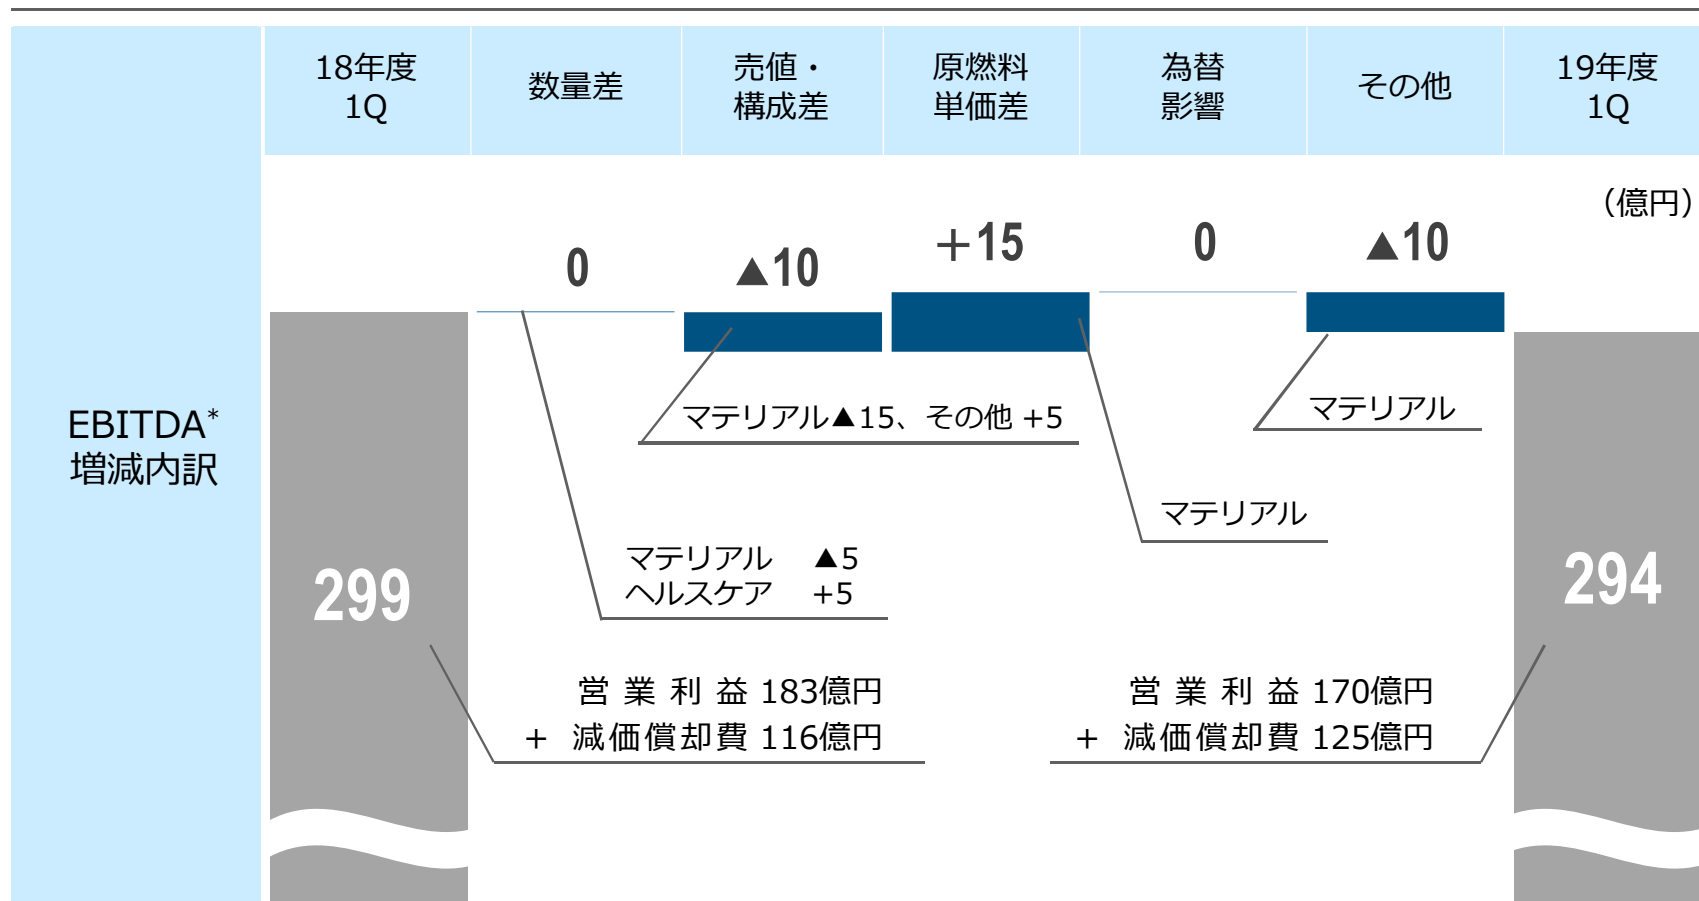 18年度
1Q
数量差
売値・
構成差
原燃料
単価差
為替
影響
その他
19年度
1Q
（億円）
0
▲10
＋15
0
▲10
EBITDA*
増減内訳
マテリアル▲15、その他 +5
マテリアル
マテリアル
マテリアル ▲5
ヘルスケア +5
299
294
営業利益 183億円
+ 減価償却費 116億円
営業利益 170億円
+ 減価償却費 125億円